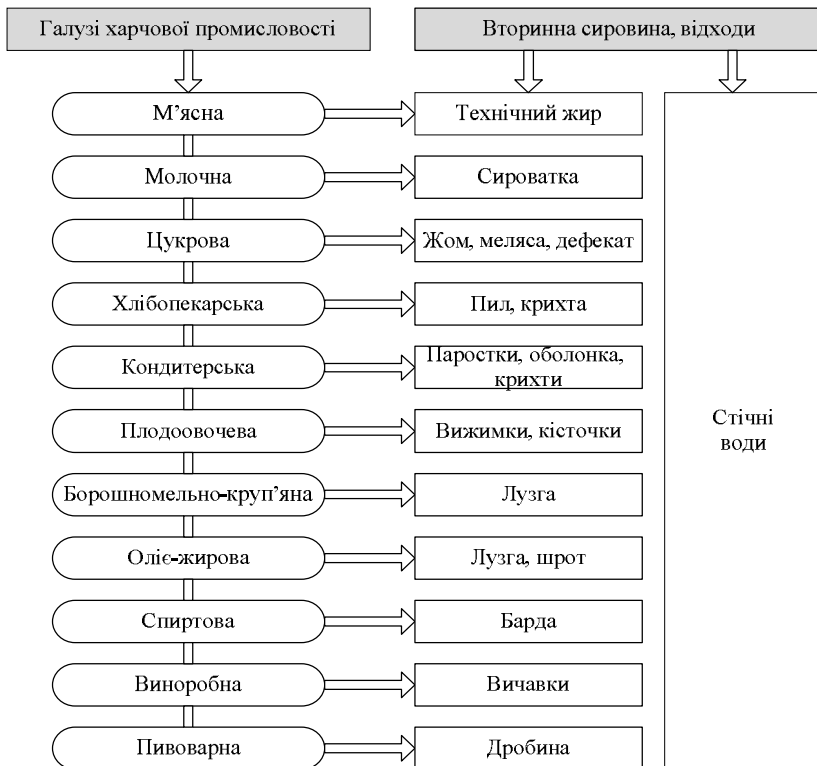 Галузі харчової промисловості
Вторинна сировина, відходи
М’ясна
Технічний жир
Молочна
Сироватка
Цукрова
Жом, меляса, дефекат
Хлібопекарська
Пил, крихта
Кондитерська
Паростки, оболонка,
крихти
Плодоовочева
Вижимки, кісточки
Борошномельно-круп’яна
Лузга
Оліє-жирова
Лузга, шрот
Спиртова
Барда
Виноробна
Вичавки
Пивоварна
Дробина
Стічні
води